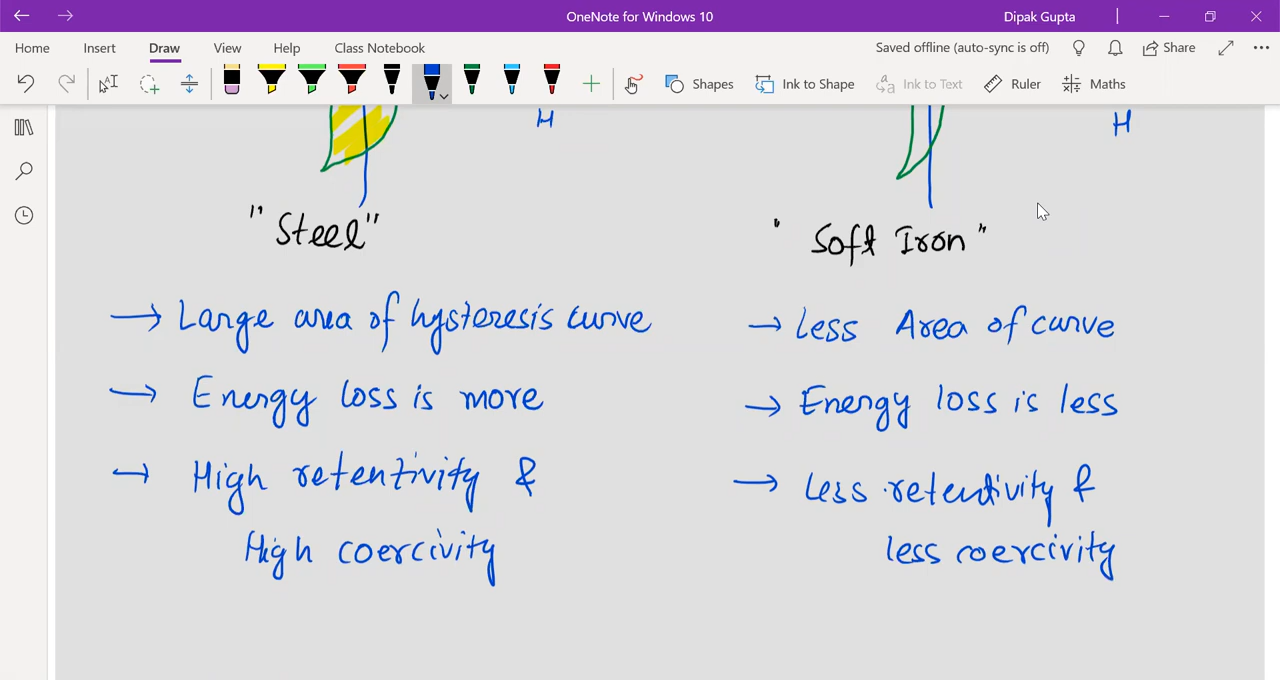 OneNote for Windows 10
Dipak Gupta
Home Insert Draw View Help Class Notebook
Saved offline (auto-sync is off)
Share
Shapes
Ink to Shape
Ink to Text
Ruler
Maths
H
H
"Steel"
"Soft Iron"
→ Large area of hysteresis curve
→ Energy loss is more
→ High retentivity &
High coercivity
→ Less Area of curve
→ Energy loss is less
→ Less retentivity &
less coercivity